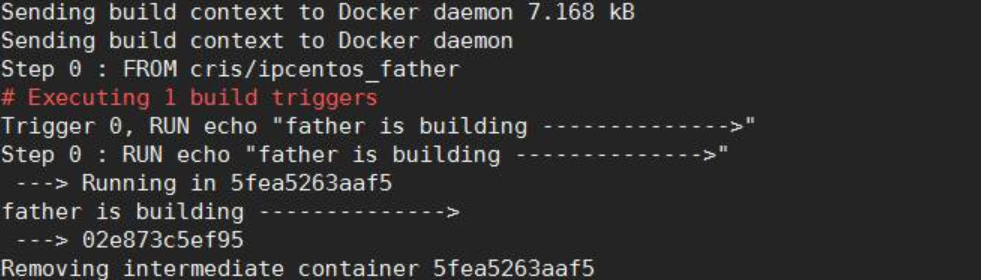 Sending build context to Docker daemon 7.168 kB
Sending build context to Docker daemon
Step 0 : FROM cris/ipcentos_father
# Executing 1 build triggers
Trigger 0, RUN echo "father is building -------------->"
Step 0 : RUN echo "father is building -------------->"
 ---> Running in 5fea5263aaf5
father is building -------------->
 ---> 02e873c5ef95
Removing intermediate container 5fea5263aaf5